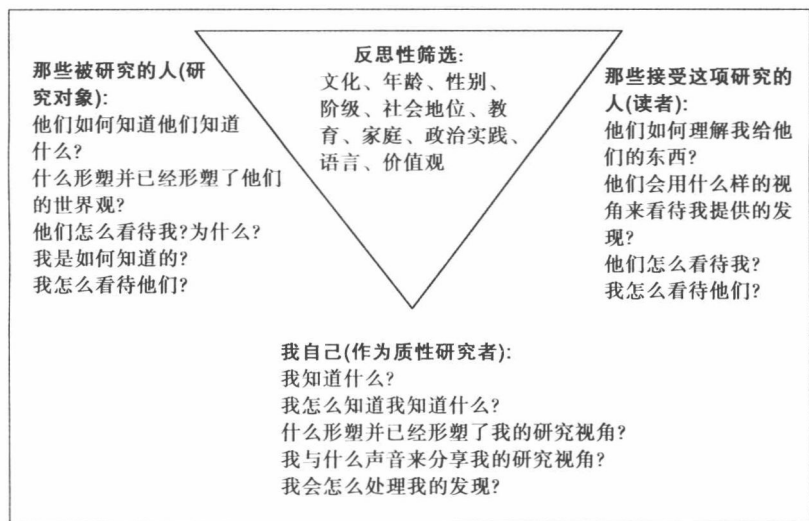 那些被研究的人(研
究对象):
他们如何知道他们知道
什么?
什么形塑并已经形塑了他们
的世界观?
他们怎么看待我?为什么?
我是如何知道的?
我怎么看待他们?
反思性筛选:
文化、年龄、性别、
阶级、社会地位、教
育、家庭、政治实践、
语言、价值观
那些接受这项研究的
人(读者):
他们如何理解我给他
们的东西?
他们会用什么样的视
角来看待我提供的发
现?
他们怎么看待我?
我怎么看待他们?
我自己(作为质性研究者):
我知道什么?
我怎么知道我知道什么?
什么形塑并已经形塑了我的研究视角?
我与什么声音来分享我的研究视角?
我会怎么处理我的发现?